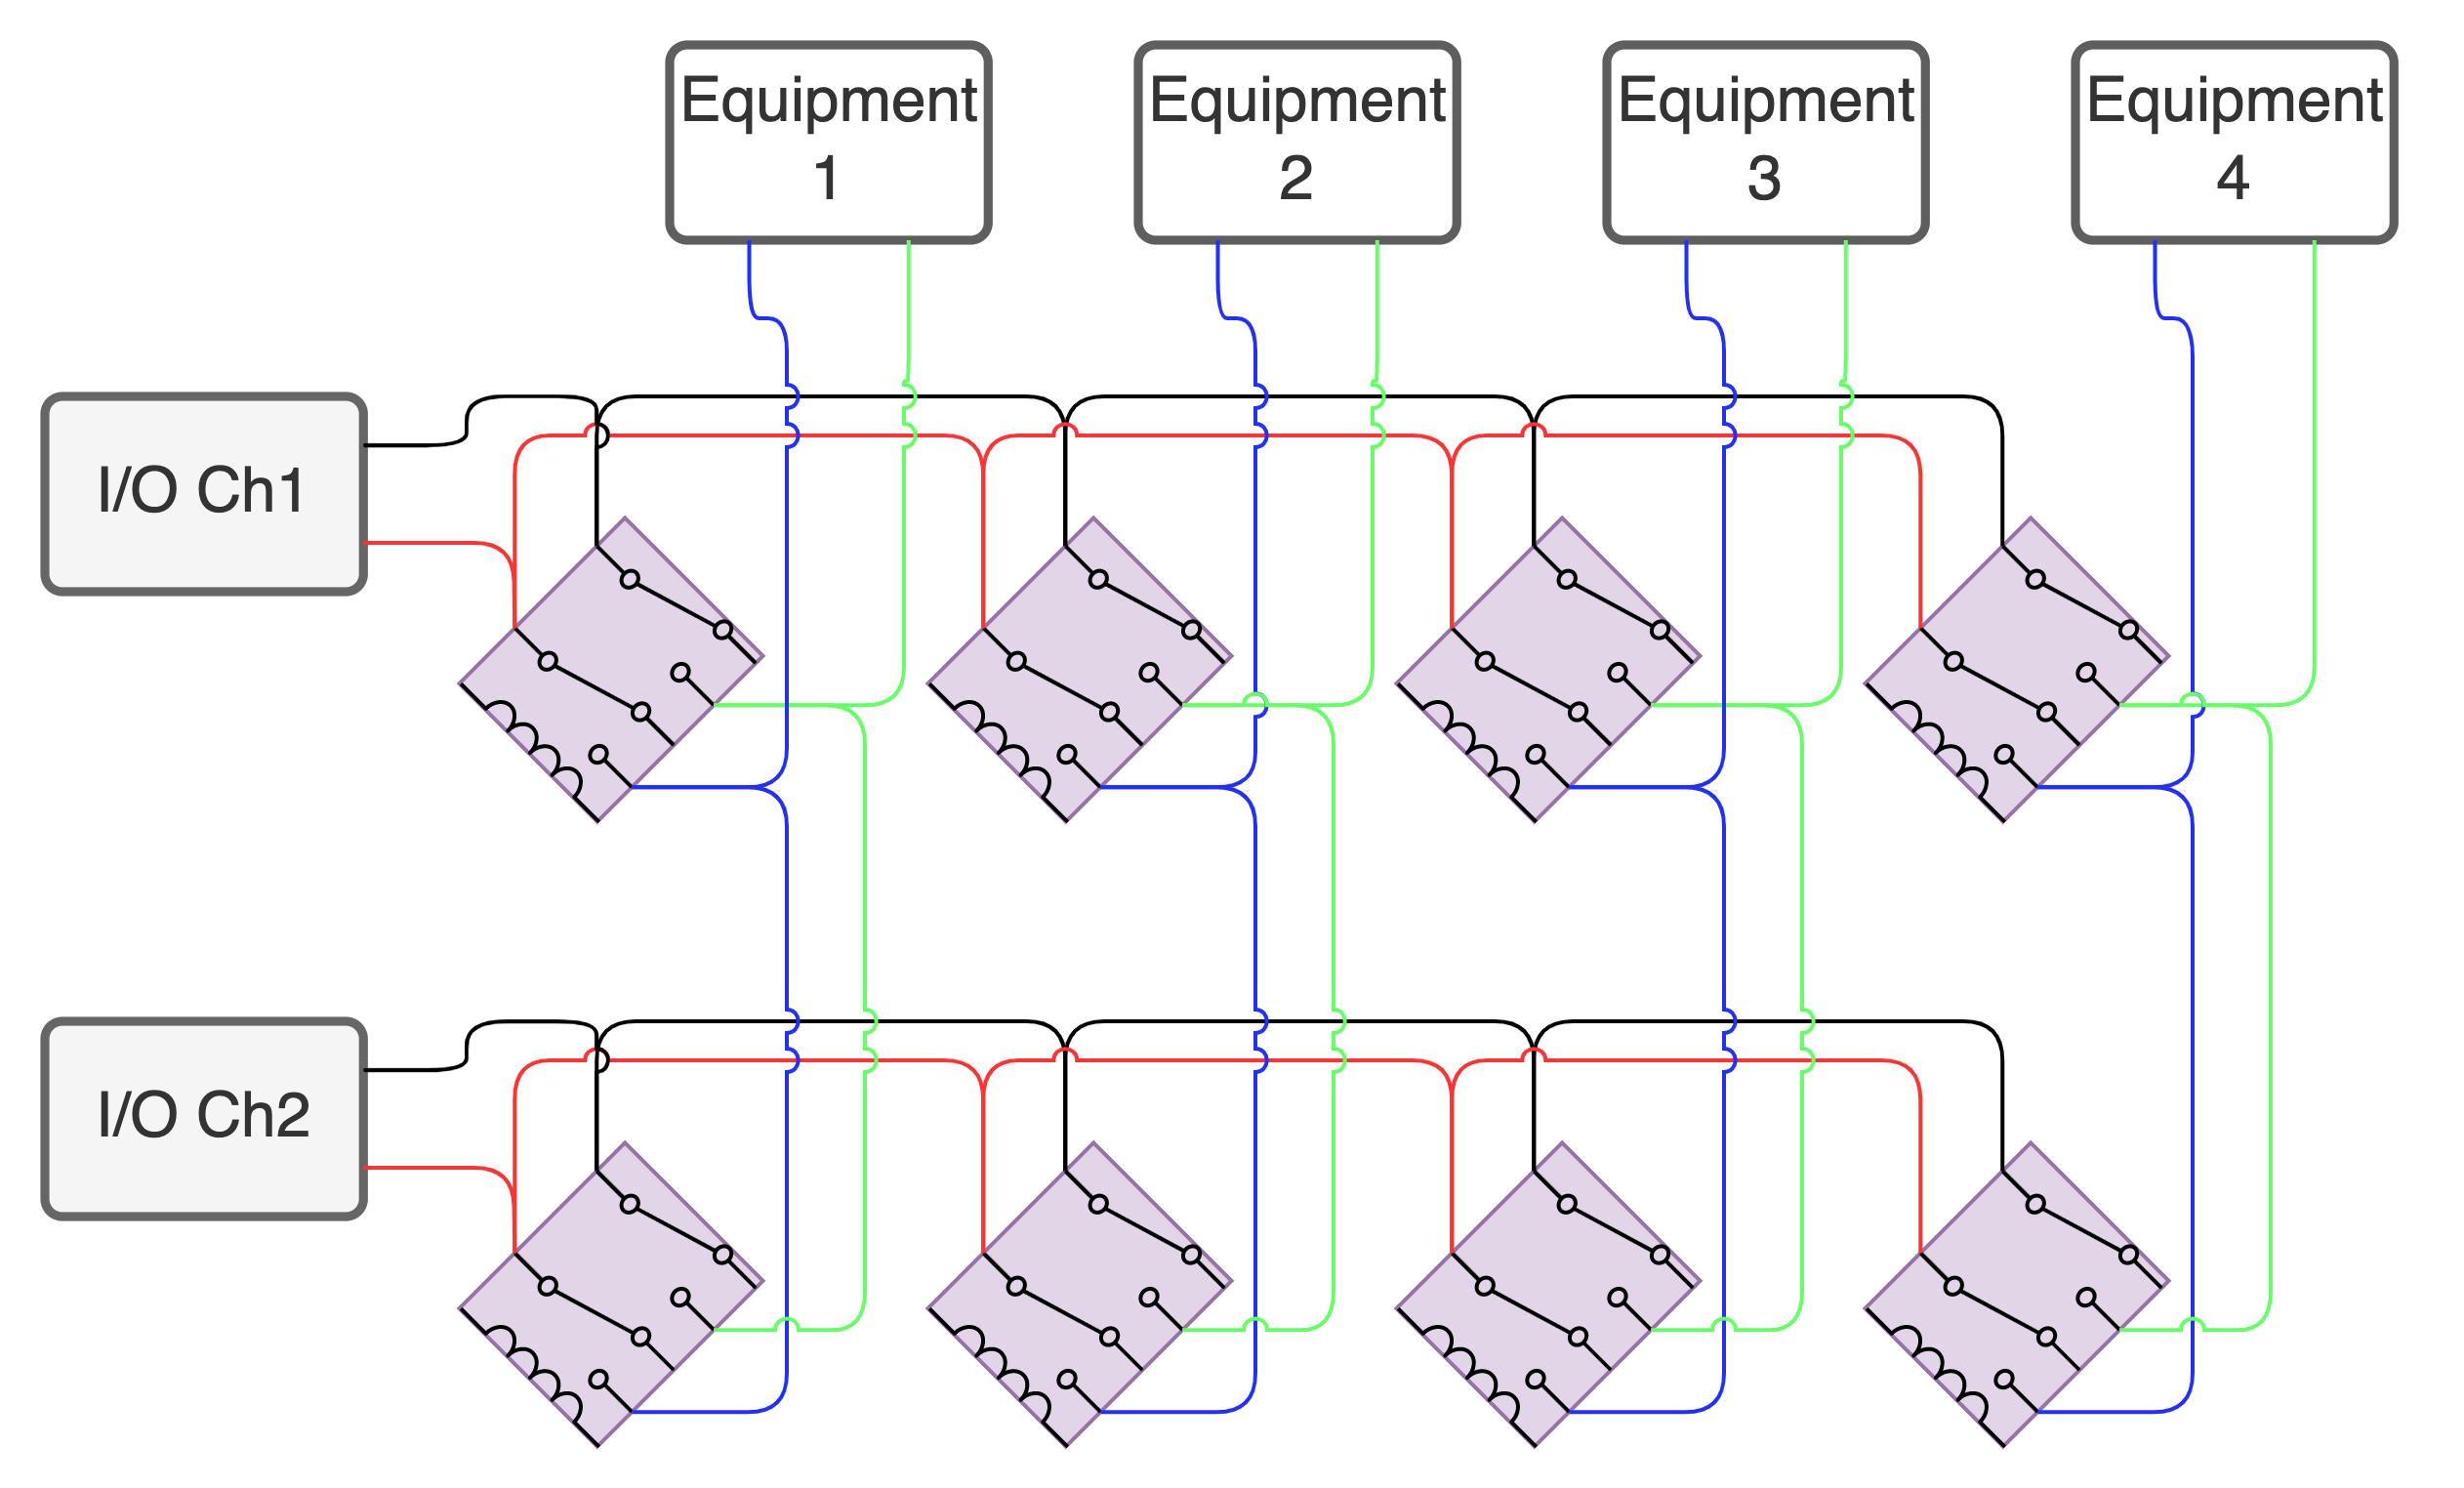 Equipment
1
Equipment
2
Equipment
3
Equipment
4
I/O Ch1
I/O Ch2